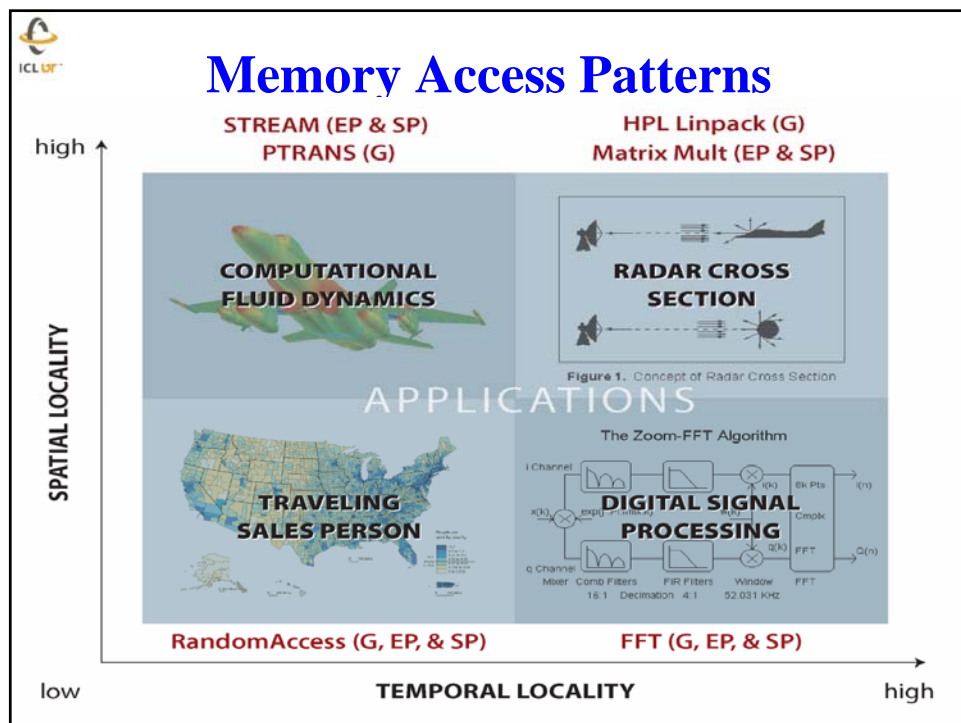 ICL UT
Memory Access Patterns
STREAM (EP & SP)
PTRANS (G)
HPL Linpack (G)
Matrix Mult (EP & SP)
high
COMPUTATIONAL
FLUID DYNAMICS
RADAR CROSS
SECTION
Figure 1. Concept of Radar Cross Section
SPATIAL LOCALITY
APPLICATIONS
TRAVELING
SALES PERSON
The Zoom-FFT Algorithm
i Channel
i(k)
8k Pts
I(n)
DIGITAL SIGNAL
PROCESSING
x(k)
Cmplx
q(k)
FFT
Q(n)
q Channel
Mixer Comb Filters FIR Filters Window FFT
16:1 Decimation 4:1 52.031 KHz
RandomAccess (G, EP, & SP)
FFT (G, EP, & SP)
low
TEMPORAL LOCALITY
high